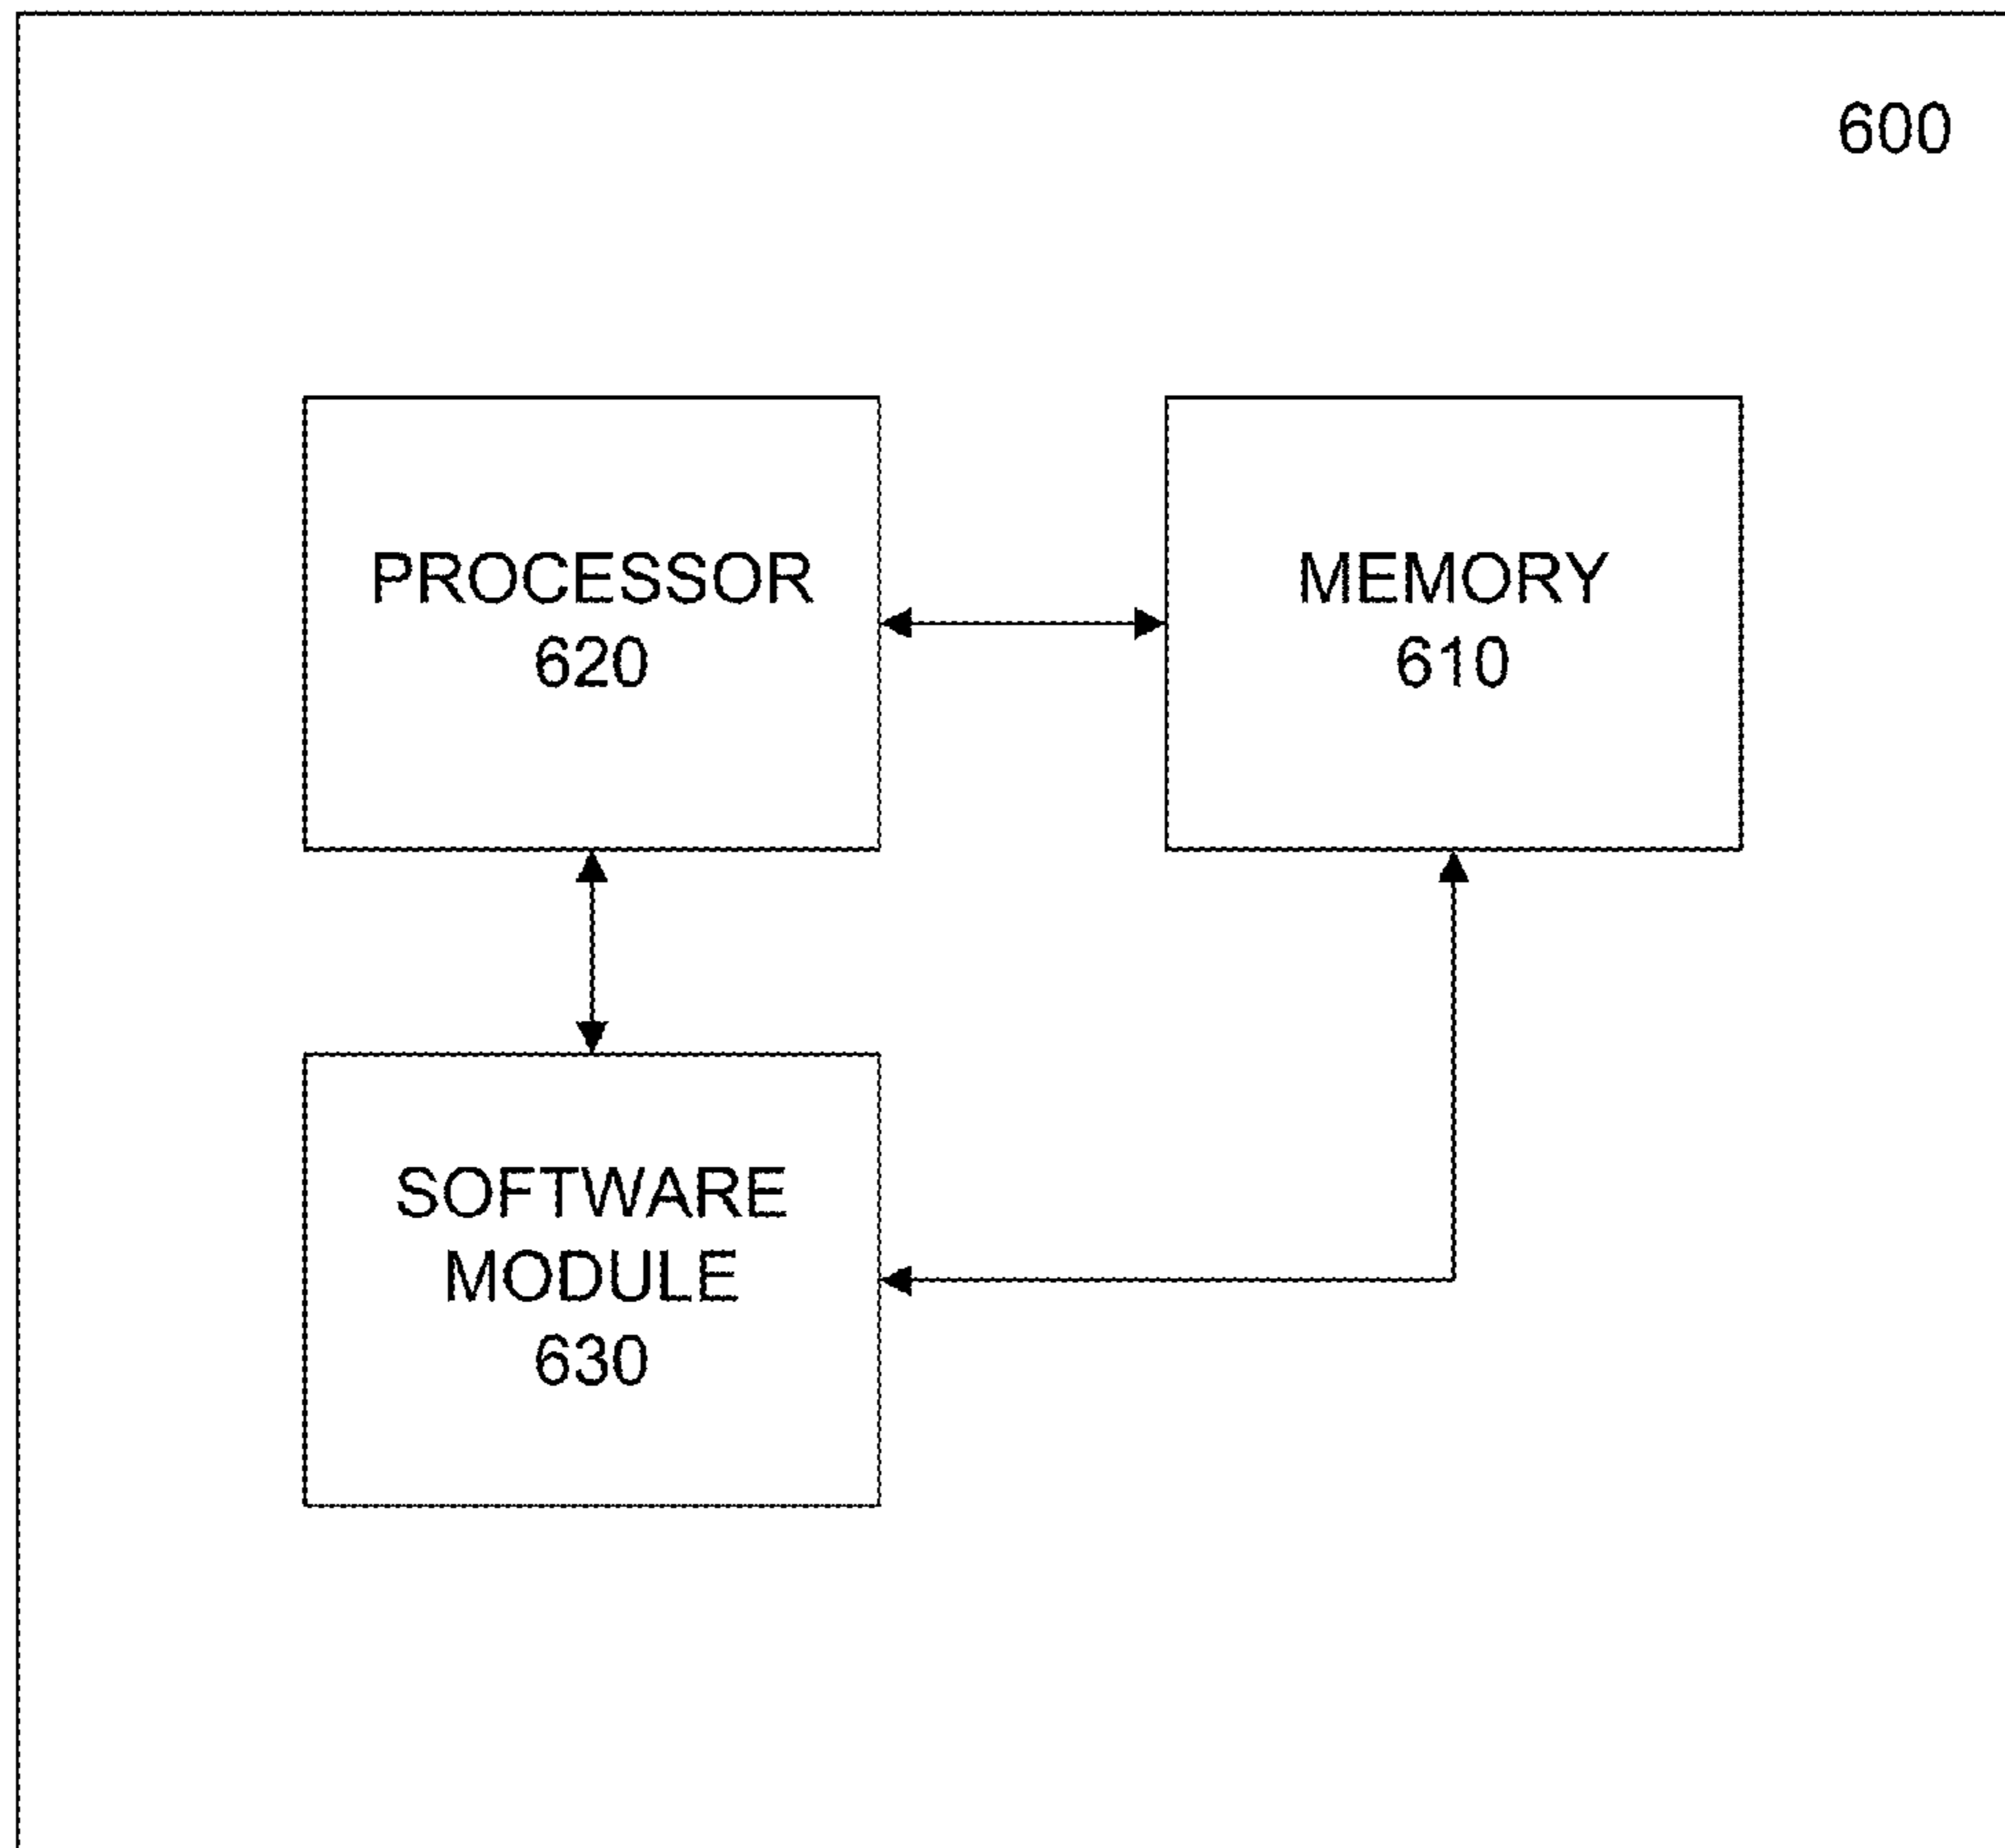 600
PROCESSOR
620
MEMORY
610
SOFTWARE
MODULE
630